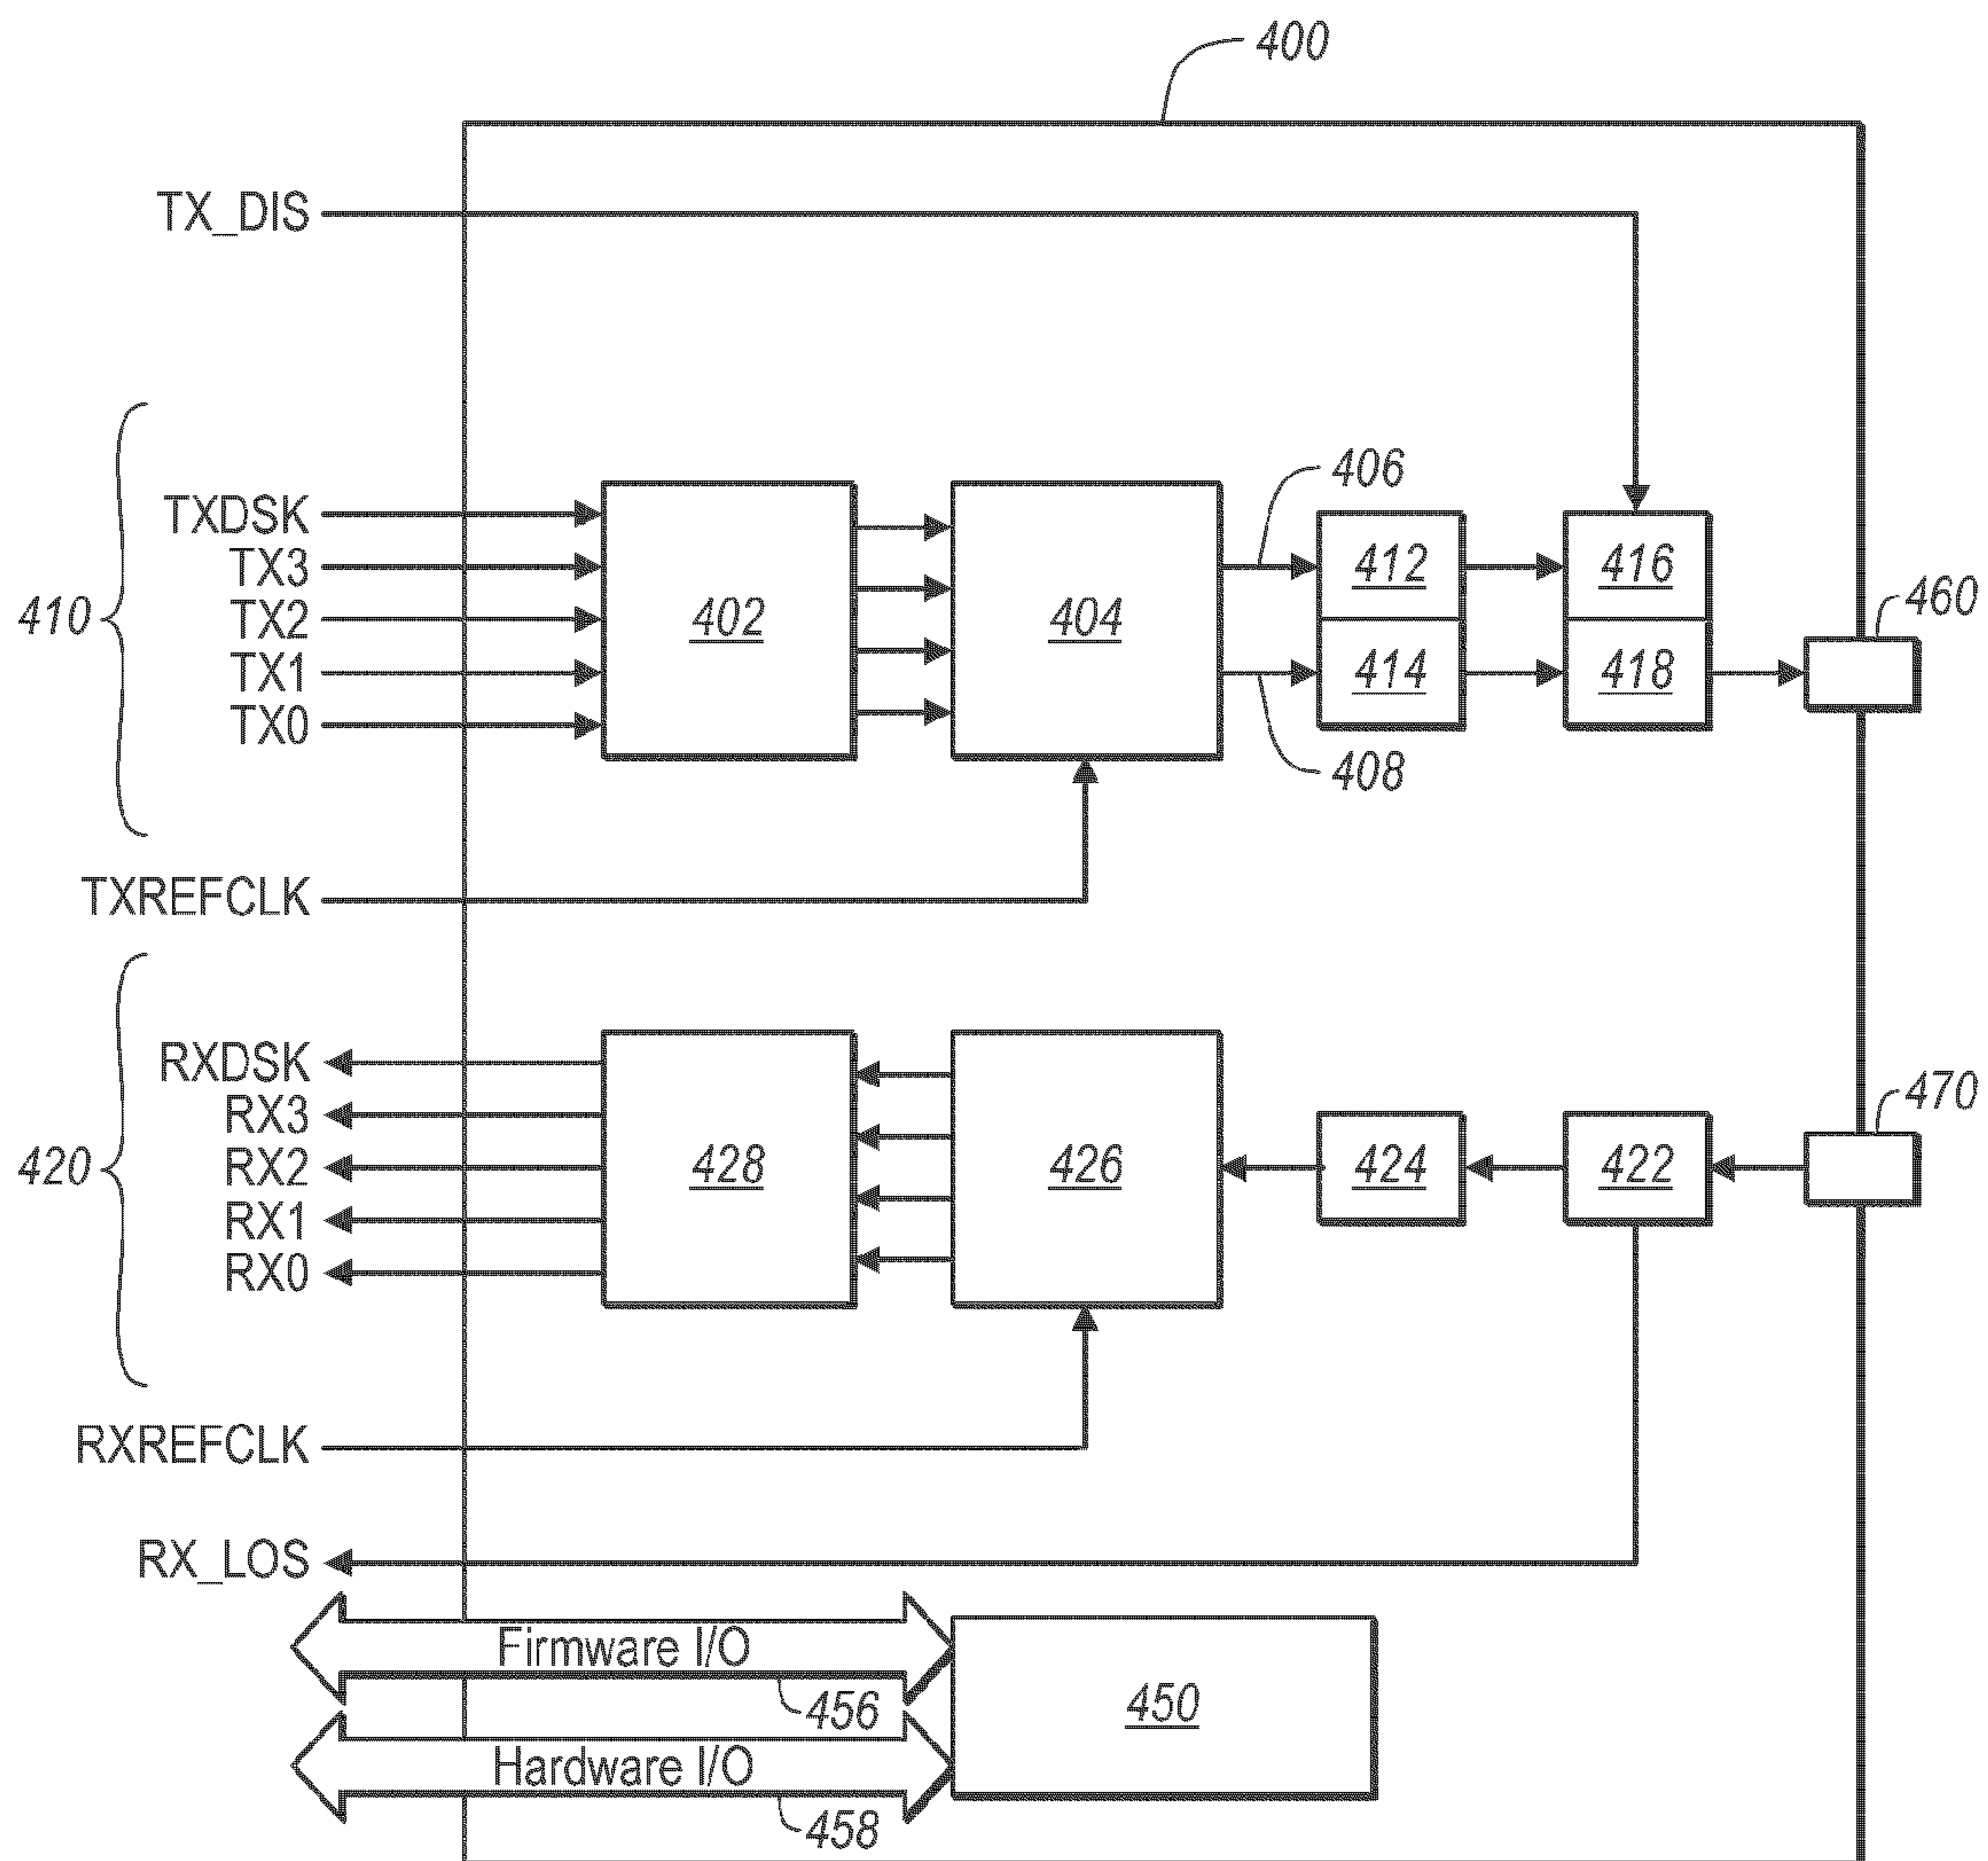 400
TX_DIS
410
TXDSK
TX3
TX2
TX1
TX0
402
404
406
408
412
414
416
418
460
TXREFCLK
420
RXDSK
RX3
RX2
RX1
RX0
428
426
424
422
470
RXREFCLK
RX_LOS
Firmware I/O
456
450
Hardware I/O
458